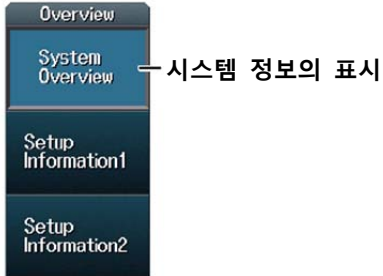 Overview
System
Overview
시스템 정보의 표시
Setup
Information1
Setup
Information2